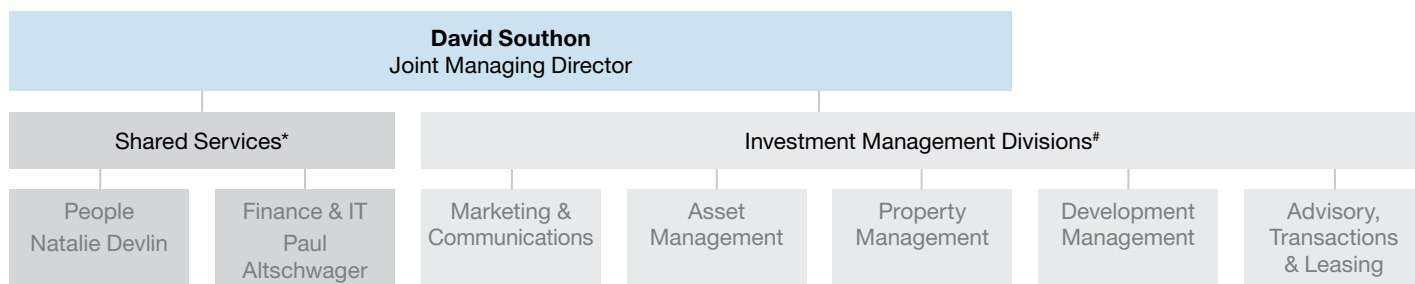 David Southon
Joint Managing Director
Shared Services*
Investment Management Divisions#
People
Natalie Devlin
Finance & IT
Paul
Altschwager
Marketing &
Communications
Asset
Management
Property
Management
Development
Management
Advisory,
Transactions
& Leasing